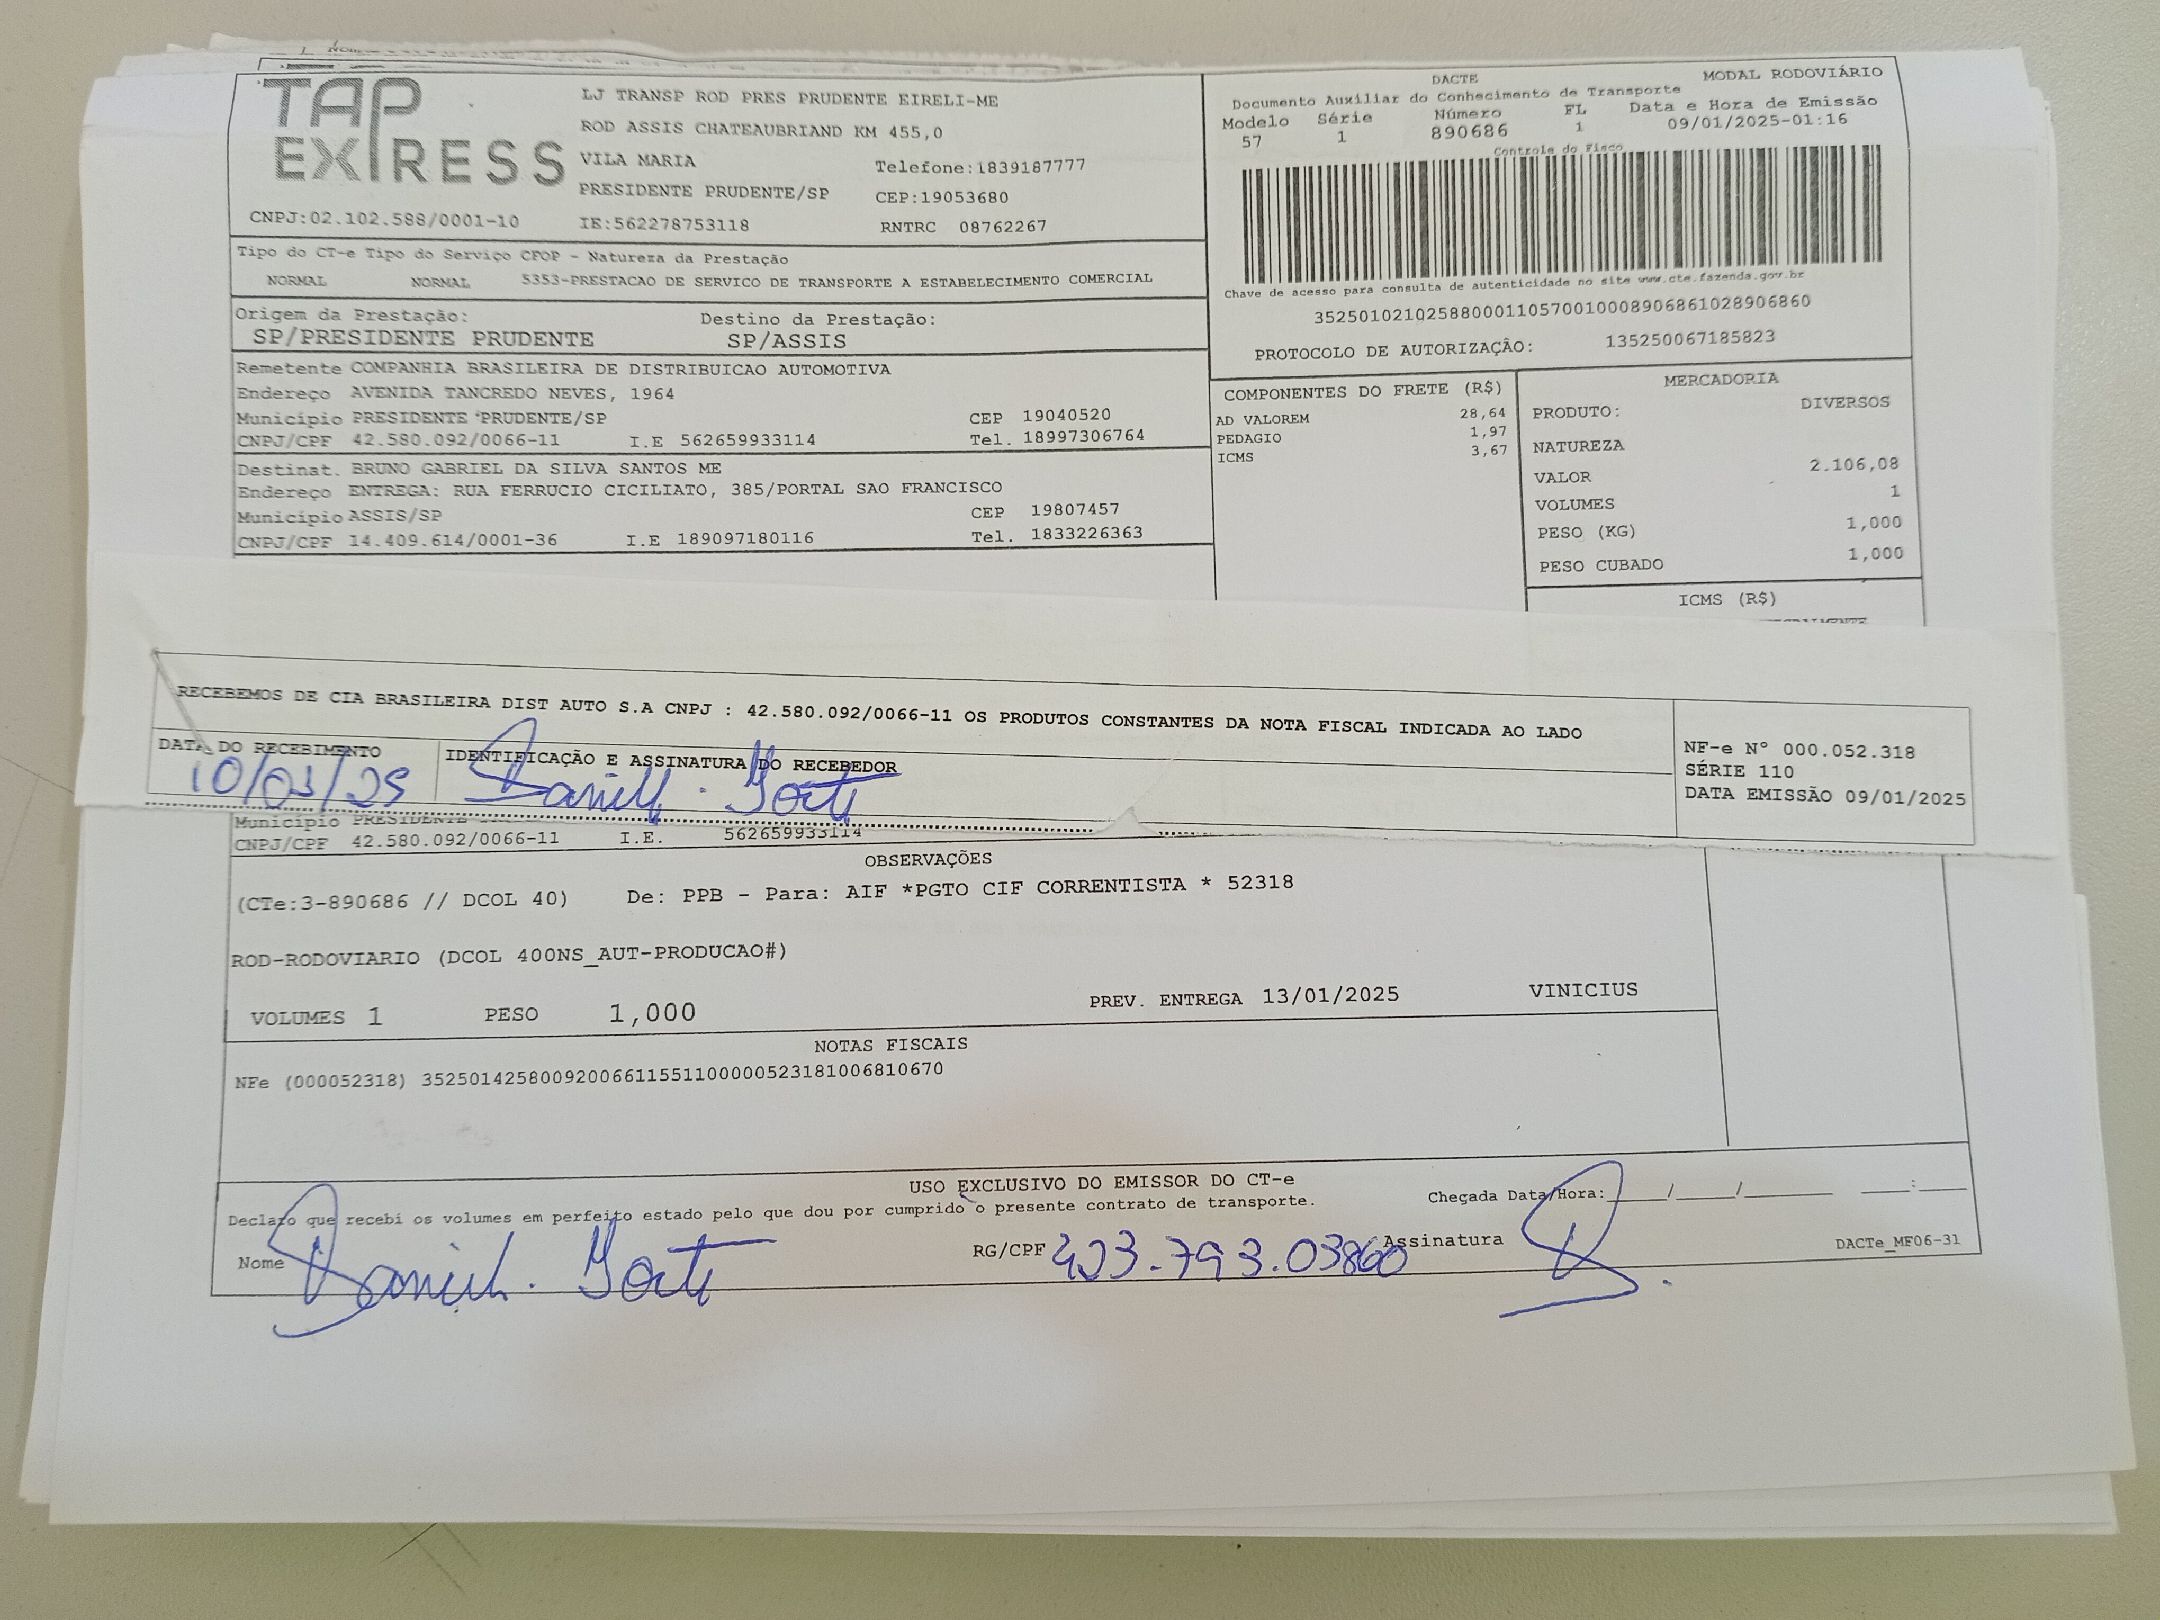 TAP EXPRESS
LJ TRANSP ROD PRES PRUDENTE EIRELI-ME
ROD ASSIS CHATEAUBRIAND KM 455,0
VILA MARIA Telefone:1839187777
PRESIDENTE PRUDENTE/SP CEP:19053680
CNPJ:02.102.588/0001-10 IE:562278753118 RNTRC 08762267
Tipo do CT-e Tipo do Serviço CFOP - Natureza da Prestação
NORMAL NORMAL 5353-PRESTACAO DE SERVICO DE TRANSPORTE A ESTABELECIMENTO COMERCIAL
Origem da Prestação: Destino da Prestação:
SP/PRESIDENTE PRUDENTE SP/ASSIS
Remetente COMPANHIA BRASILEIRA DE DISTRIBUICAO AUTOMOTIVA
Endereço AVENIDA TANCREDO NEVES, 1964
Município PRESIDENTE PRUDENTE/SP CEP 19040520
CNPJ/CPF 42.580.092/0066-11 I.E 562659933114 Tel. 18997306764
Destinat. BRUNO GABRIEL DA SILVA SANTOS ME
Endereço ENTREGA: RUA FERRUCIO CICILIATO, 385/PORTAL SAO FRANCISCO
Município ASSIS/SP CEP 19807457
CNPJ/CPF 14.409.614/0001-36 I.E 189097180116 Tel. 1833226363
DACTE MODAL RODOVIÁRIO
Documento Auxiliar do Conhecimento de Transporte
Modelo Série Número FL Data e Hora de Emissão
57 1 890686 1 09/01/2025-01:16
Controle do Fisco
Chave de acesso para consulta de autenticidade no site www.cte.fazenda.gov.br
35250102102588000110570010008906861028906860
PROTOCOLO DE AUTORIZAÇÃO: 135250067185823
COMPONENTES DO FRETE (R$)
AD VALOREM 28,64
PEDAGIO 1,97
ICMS 3,67
MERCADORIA
PRODUTO: DIVERSOS
NATUREZA
VALOR 2.106,08
VOLUMES 1
PESO (KG) 1,000
PESO CUBADO 1,000
ICMS (R$)
RECEBEMOS DE CIA BRASILEIRA DIST AUTO S.A CNPJ : 42.580.092/0066-11 OS PRODUTOS CONSTANTES DA NOTA FISCAL INDICADA AO LADO
DATA DO RECEBIMENTO IDENTIFICAÇÃO E ASSINATURA DO RECEBEDOR
10/01/25
NF-e N° 000.052.318
SÉRIE 110
DATA EMISSÃO 09/01/2025
Município PRESIDENTE
CNPJ/CPF 42.580.092/0066-11 I.E. 562659933114
OBSERVAÇÕES
(CTe:3-890686 // DCOL 40) De: PPB - Para: AIF *PGTO CIF CORRENTISTA * 52318
ROD-RODOVIARIO (DCOL 400NS_AUT-PRODUCAO#)
VOLUMES 1 PESO 1,000 PREV. ENTREGA 13/01/2025 VINICIUS
NOTAS FISCAIS
NFe (000052318) 35250142580092006611551100000523181006810670
USO EXCLUSIVO DO EMISSOR DO CT-e
Declaro que recebi os volumes em perfeito estado pelo que dou por cumprido o presente contrato de transporte.
Chegada Data/Hora:____/____/______ ___:___
Nome RG/CPF Assinatura
DACTe_MF06-31